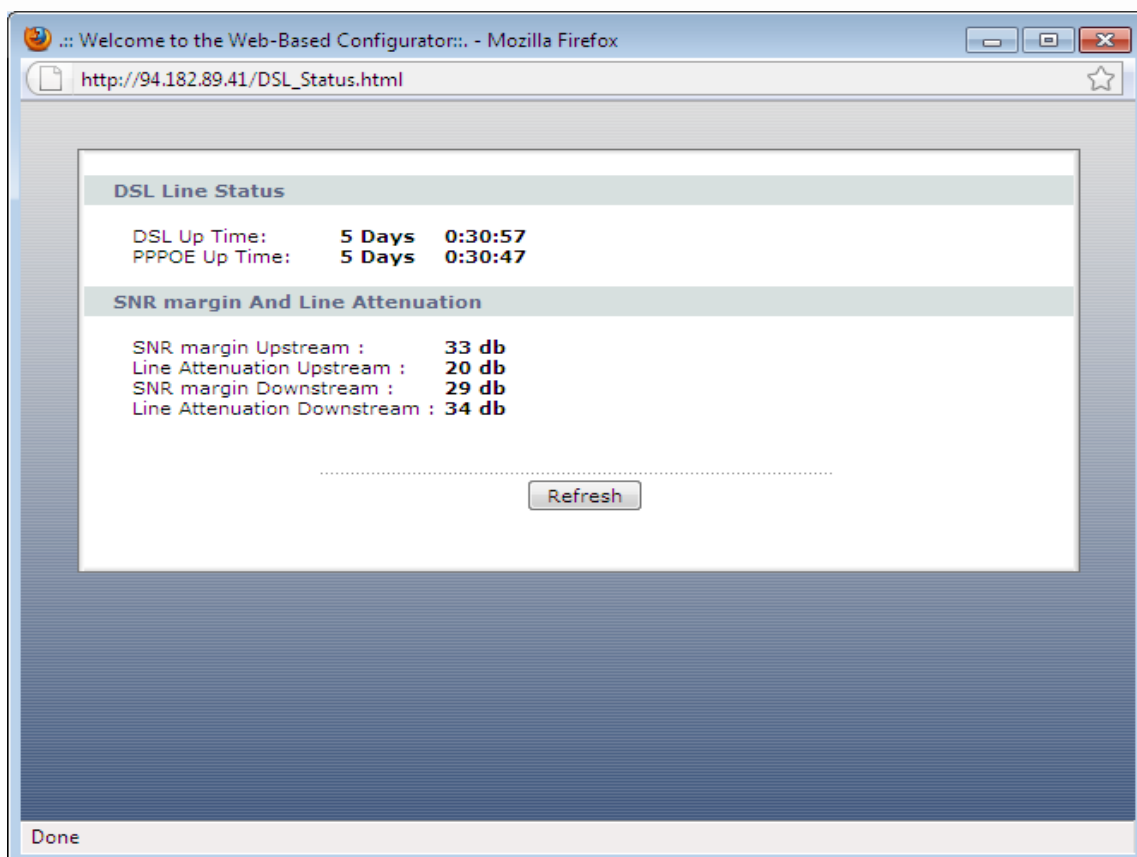 .:: Welcome to the Web-Based Configurator::. - Mozilla Firefox
http://94.182.89.41/DSL_Status.html
DSL Line Status
DSL Up Time: 5 Days 0:30:57
PPPOE Up Time: 5 Days 0:30:47
SNR margin And Line Attenuation
SNR margin Upstream : 33 db
Line Attenuation Upstream : 20 db
SNR margin Downstream : 29 db
Line Attenuation Downstream : 34 db
Refresh
Done